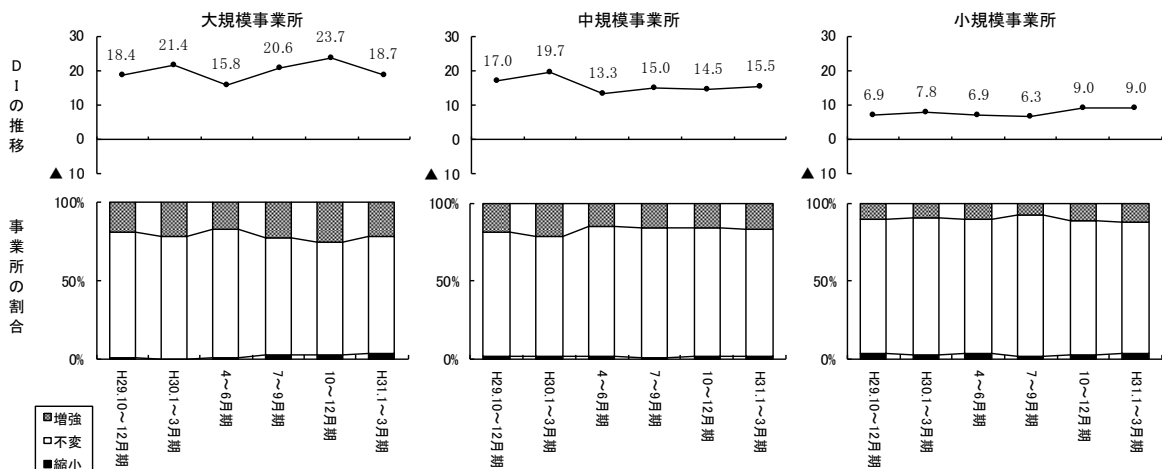 大規模事業所
DIの推移
30
20
10
0
▲ 10
18.4
21.4
15.8
20.6
23.7
18.7
中規模事業所
30
20
10
0
▲ 10
17.0
19.7
13.3
15.0
14.5
15.5
小規模事業所
30
20
10
0
▲ 10
6.9
7.8
6.9
6.3
9.0
9.0
事業所の割合
100%
50%
0%
H29.10～12月期
H30.1～3月期
4～6月期
7～9月期
10～12月期
H31.1～3月期
100%
50%
0%
H29.10～12月期
H30.1～3月期
4～6月期
7～9月期
10～12月期
H31.1～3月期
100%
50%
0%
H29.10～12月期
H30.1～3月期
4～6月期
7～9月期
10～12月期
H31.1～3月期
増強
不変
縮小